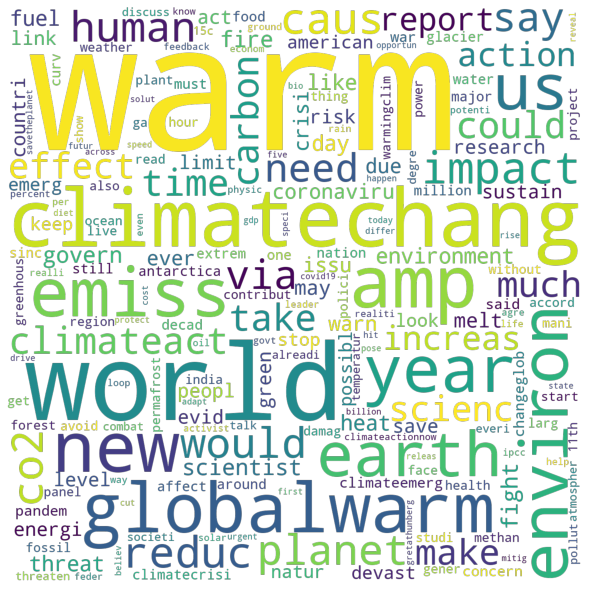 fuel
human
caus
report
say
discuss
know
act
food
15c
economi
link
curv
fire
american
war
glacier
ground
reveal
opportun
action
warm
us
weather
feedback
plant
must
water
show
thing
bio
solut
countri
savetheplanet
carbon
crisi
like
risk
day
warmingclim
power
major
potenti
could
project
effect
futur
ga
hour
rain
research
speed
read
limit
need
due
degre
impact
emerg
time
coronaviru
five
physic
happen
million
sustain
percent
also
across
keep
ocean
per
live
diet
even
climatechang
sinc
govern
ever
extrem
gdp
speci
nation
today
differ
rise
environment
much
without
greenhous
realli
still
antarctica
one
issu
emiss
via
amp
cost
contribut
covid19
leader
may
polici
realiti
said
accord
agre
life
mani
climateact
take
warn
look
melt
region
protect
decad
oil
stop
govt
hit
pose
increas
changeglob
drive
world
permafrost
alreadi
possibl
temperatur
year
environ
india
green
adapt
peopl
loop
evid
scienc
start
state
larg
get
forest
avoid
combat
activist
talk
billion
heat
save
climateactionnow
everi
fight
11th
new
would
damag
face
releas
ipcc
earth
co2
believ
way
level
scientist
affect
around
climateemerg
health
help
atmospher
panel
cut
first
globalwarm
pandem
energi
studi
methan
pollut
reduc
solar
urgent
planet
make
gretathunberg
fossil
societi
threat
natur
devast
gener
concern
mitig
threaten
feder
climatecrisi